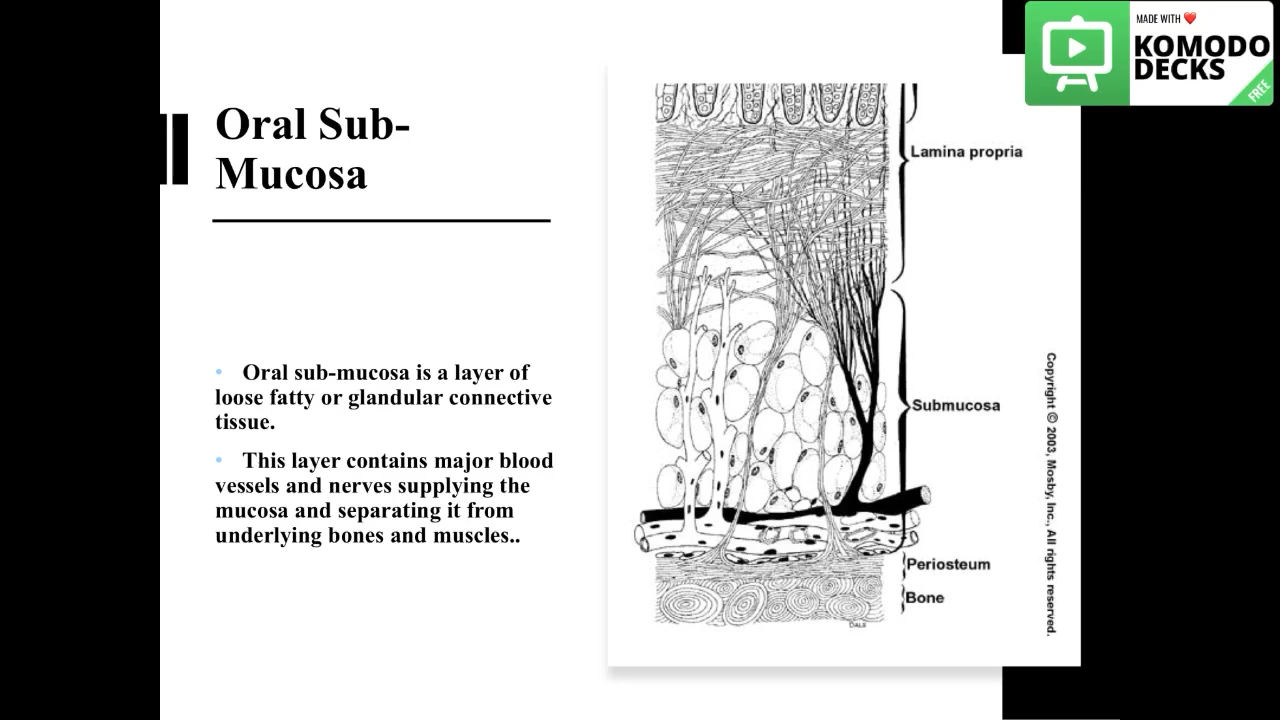 MADE WITH ❤️
KOMODO
DECKS
FREE
Oral Sub-
Mucosa
• Oral sub-mucosa is a layer of
loose fatty or glandular connective
tissue.
• This layer contains major blood
vessels and nerves supplying the
mucosa and separating it from
underlying bones and muscles..
Lamina propria
Submucosa
Periosteum
Bone
Copyright © 2003, Mosby, Inc., All rights reserved.